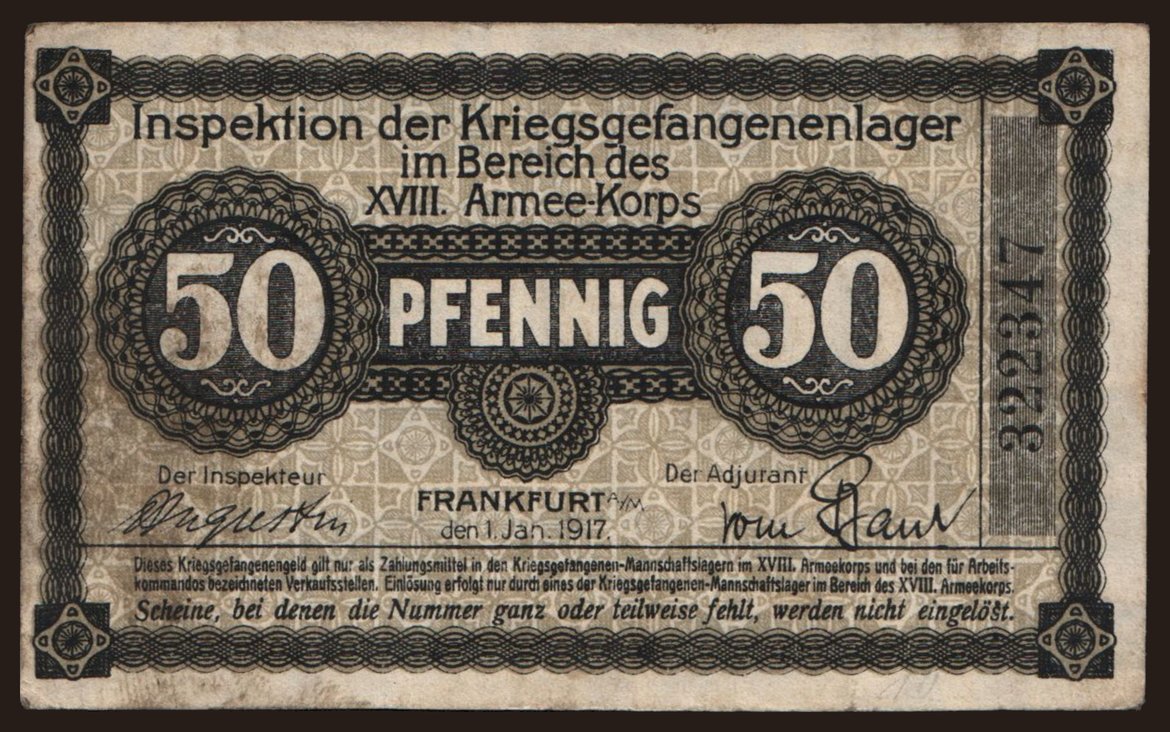 Inspektion der Kriegsgefangenenlager
im Bereich des
XVIII. Armee-Korps
50 PFENNIG 50
3222347
Der Inspekteur
Der Adjutant
FRANKFURT A/M
den 1. Jan. 1917.
vom
Dieses Kriegsgefangenengeld gilt nur als Zahlungsmittel in den Kriegsgefangenen-Mannschaftslagern im XVIII. Armeekorps und bei den für Arbeits-
kommandos bezeichneten Verkaufsstellen. Einlösung erfolgt nur durch eines der Kriegsgefangenen-Mannschaftslager im Bereich des XVIII. Armeekorps.
Scheine, bei denen die Nummer ganz oder teilweise fehlt, werden nicht eingelöst.